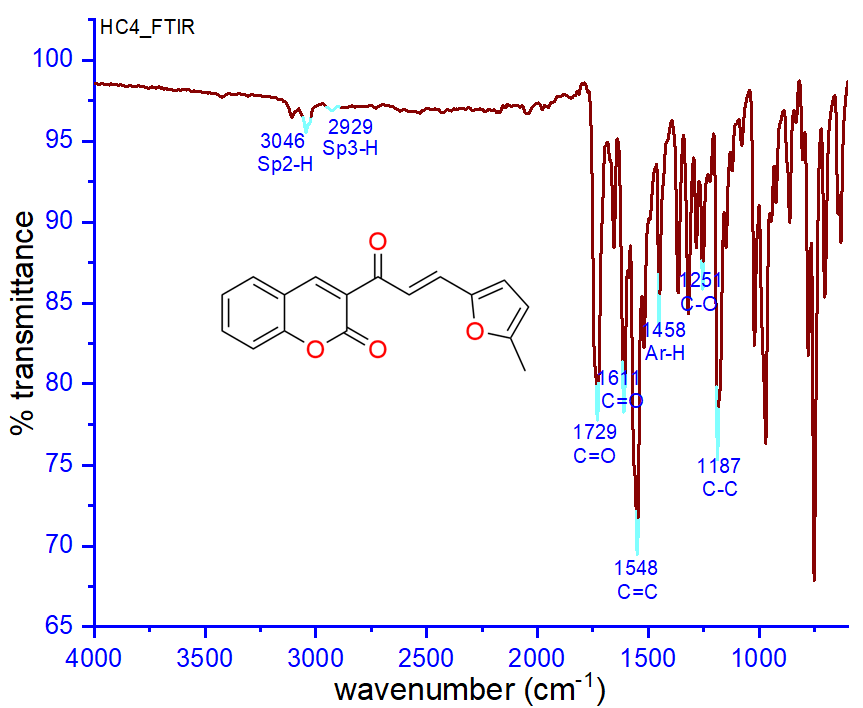 HC4_FTIR
100
95
90
85
80
75
70
65
% transmittance
3046
Sp2-H
2929
Sp3-H
O
O
O
O
1251
C-O
1458
Ar-H
1611
C=O
1729
C=O
1187
C-C
1548
C=C
4000 3500 3000 2500 2000 1500 1000
wavenumber (cm⁻¹)